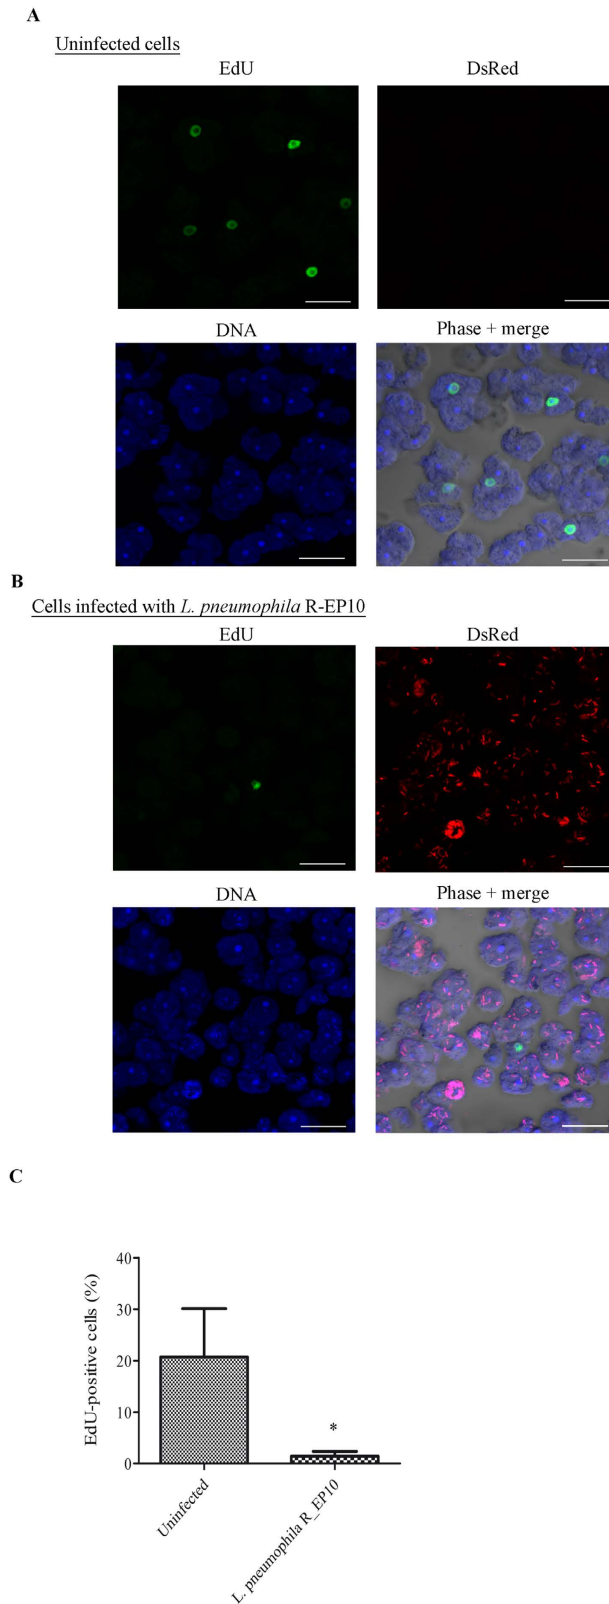 A
Uninfected cells
EdU DsRed
DNA Phase + merge
B
Cells infected with L. pneumophila R-EP10
EdU DsRed
DNA Phase + merge
C
EdU-positive cells (%)
40
30
20
10
0
*
Uninfected
L. pneumophila R_EP10